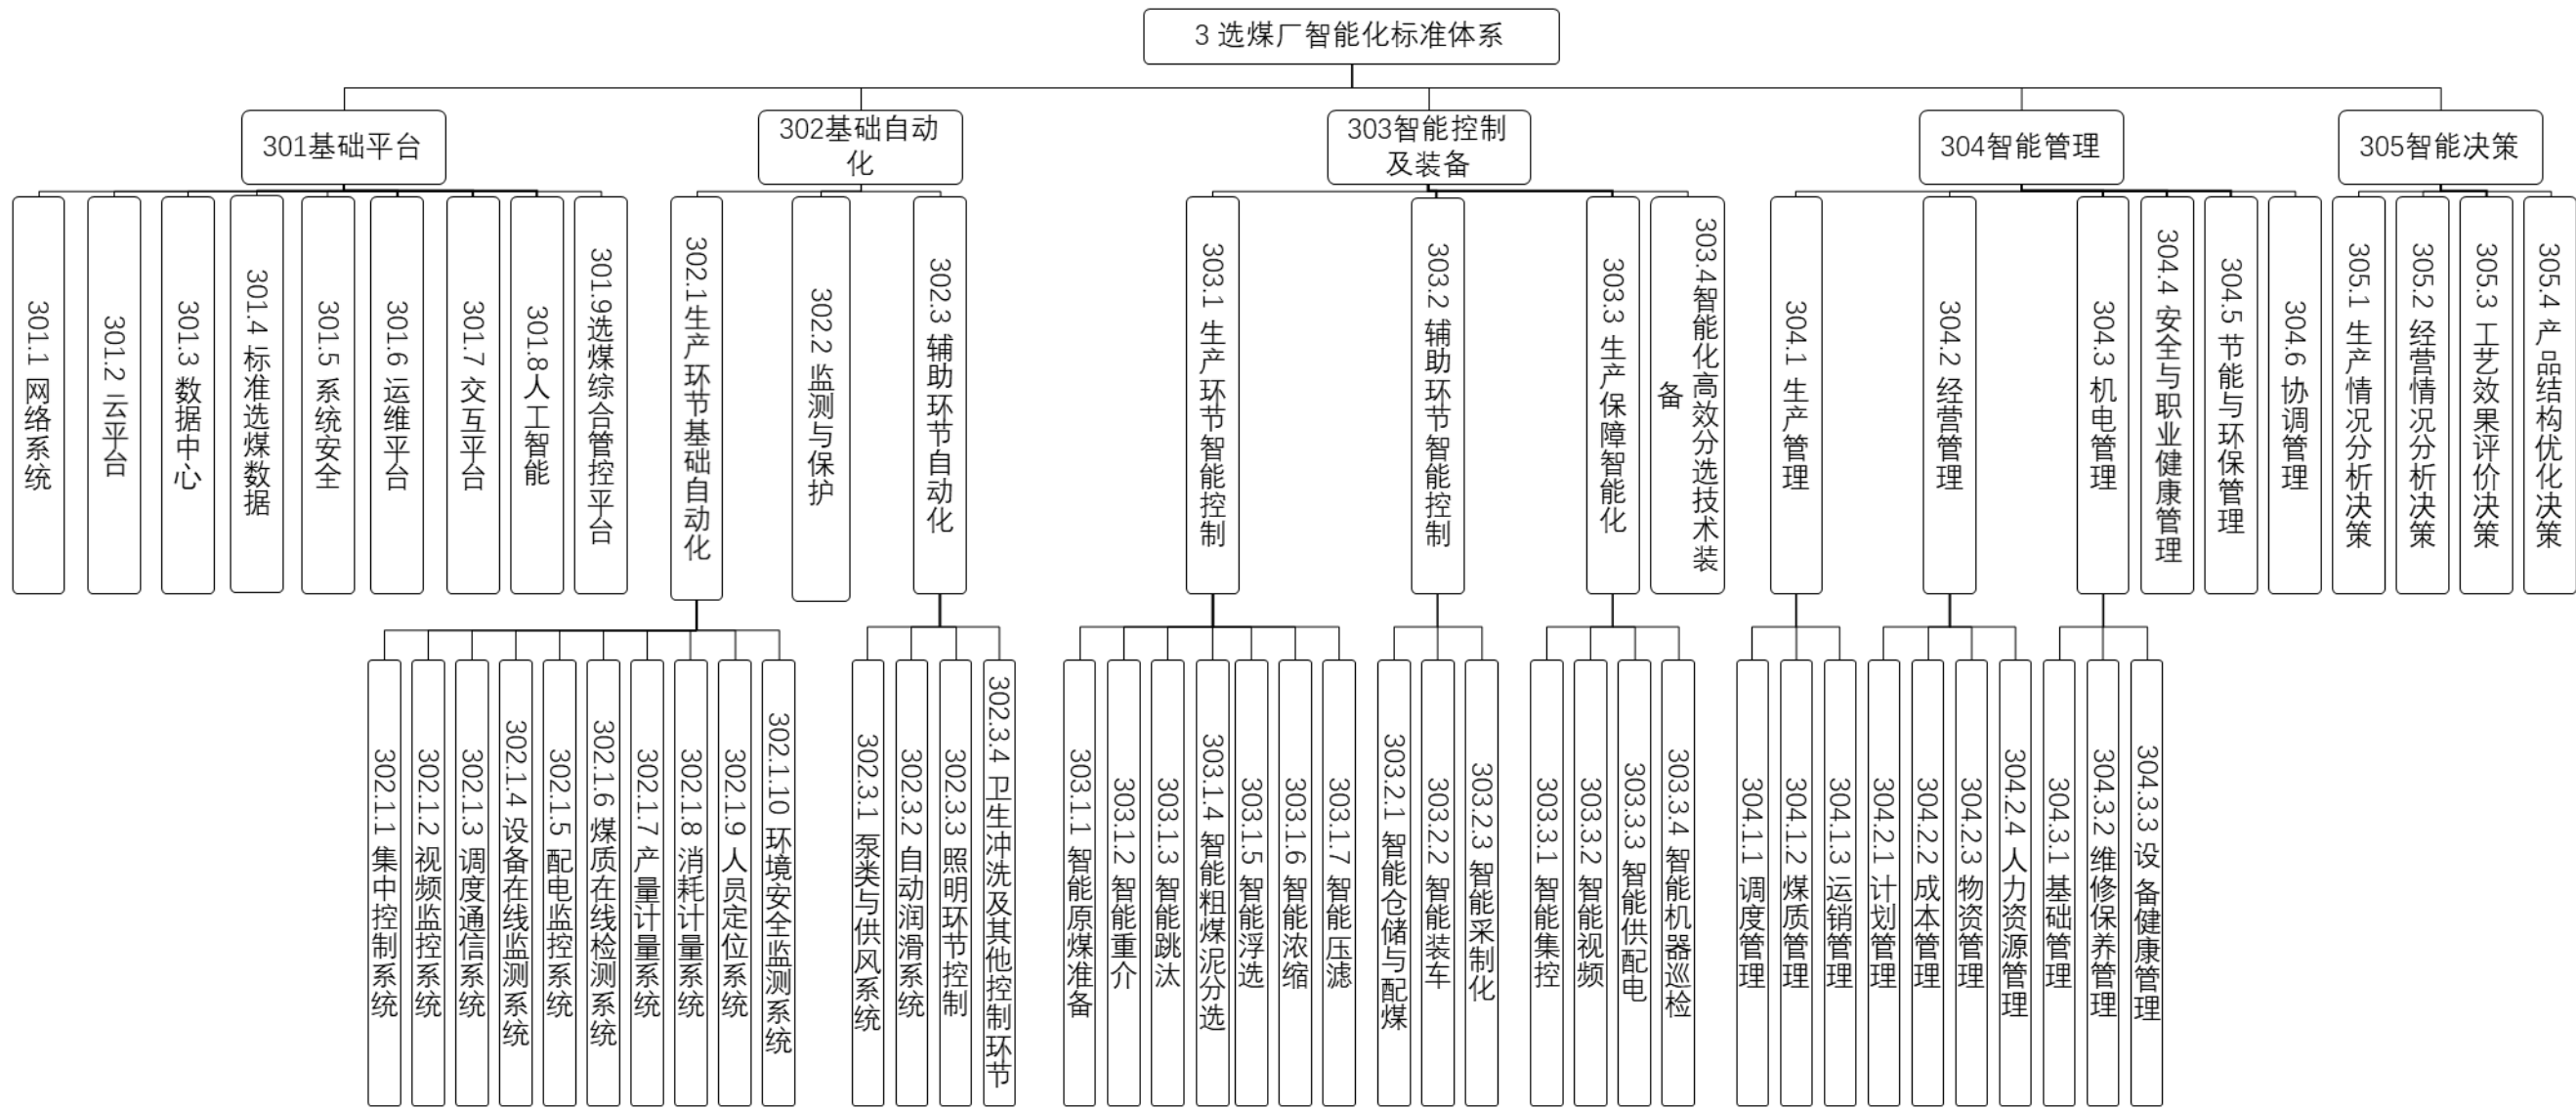 3 选煤厂智能化标准体系
301基础平台
302基础自动
化
303智能控制
及装备
304智能管理
305智能决策
301.1 网络系统
301.2 云平台
301.3 数据中心
301.4 标准选煤数据
301.5 系统安全
301.6 运维平台
301.7 交互平台
301.8人工智能
301.9选煤综合管控平台
302.1生产环节基础自动化
302.2 监测与保护
302.3 辅助环节自动化
303.1 生产环节智能控制
303.2 辅助环节智能控制
303.3 生产保障智能化
303.4智能化高效分选技术装
备
304.1 生产管理
304.2 经营管理
304.3 机电管理
304.4 安全与职业健康管理
304.5 节能与环保管理
304.6 协调管理
305.1 生产情况分析决策
305.2 经营情况分析决策
305.3 工艺效果评价决策
305.4 产品结构优化决策
302.1.1 集中控制系统
302.1.2 视频监控系统
302.1.3 调度通信系统
302.1.4 设备在线监测系统
302.1.5 配电监控系统
302.1.6 煤质在线检测系统
302.1.7 产量计量系统
302.1.8 消耗计量系统
302.1.9 人员定位系统
302.1.10 环境安全监测系统
302.3.1 泵类与供风系统
302.3.2 自动润滑系统
302.3.3 照明环节控制
302.3.4 卫生冲洗及其他控制环节
303.1.1 智能原煤准备
303.1.2 智能重介
303.1.3 智能跳汰
303.1.4 智能粗煤泥分选
303.1.5 智能浮选
303.1.6 智能浓缩
303.1.7 智能压滤
303.2.1 智能仓储与配煤
303.2.2 智能装车
303.2.3 智能采制化
303.3.1 智能集控
303.3.2 智能视频
303.3.3 智能供配电
303.3.4 智能机器巡检
304.1.1 调度管理
304.1.2 煤质管理
304.1.3 运销管理
304.2.1 计划管理
304.2.2 成本管理
304.2.3 物资管理
304.2.4 人力资源管理
304.3.1 基础管理
304.3.2 维修保养管理
304.3.3 设备健康管理